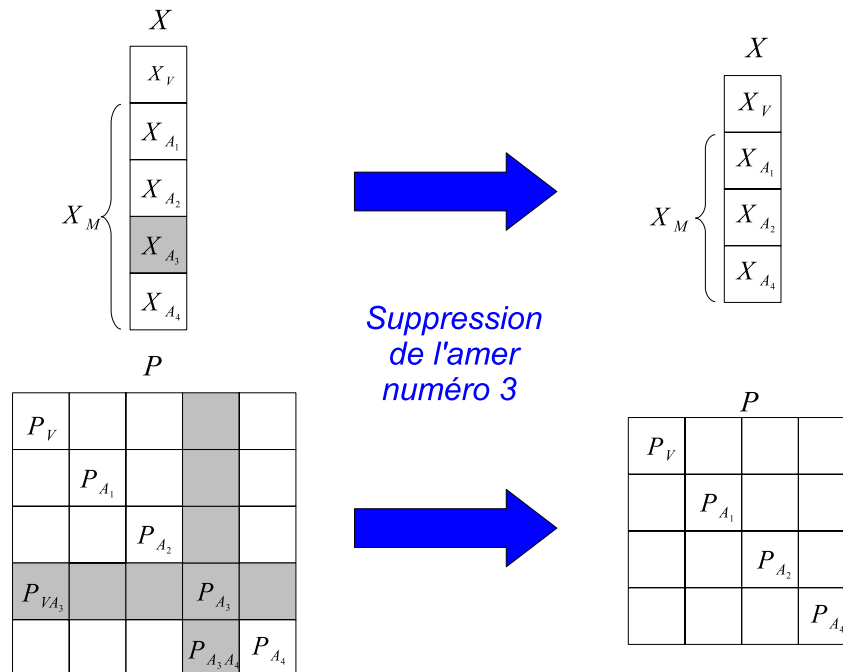 X
X_V
X_{A_1}
X_{A_2}
X_M
X_{A_3}
X_{A_4}
X
X_V
X_{A_1}
X_M
X_{A_2}
X_{A_4}
Suppression
de l'amer
numéro 3
P
P_V
P_{A_1}
P_{A_2}
P_{VA_3} P_{A_3}
P_{A_3A_4} P_{A_4}
P
P_V
P_{A_1}
P_{A_2}
P_{A_4}